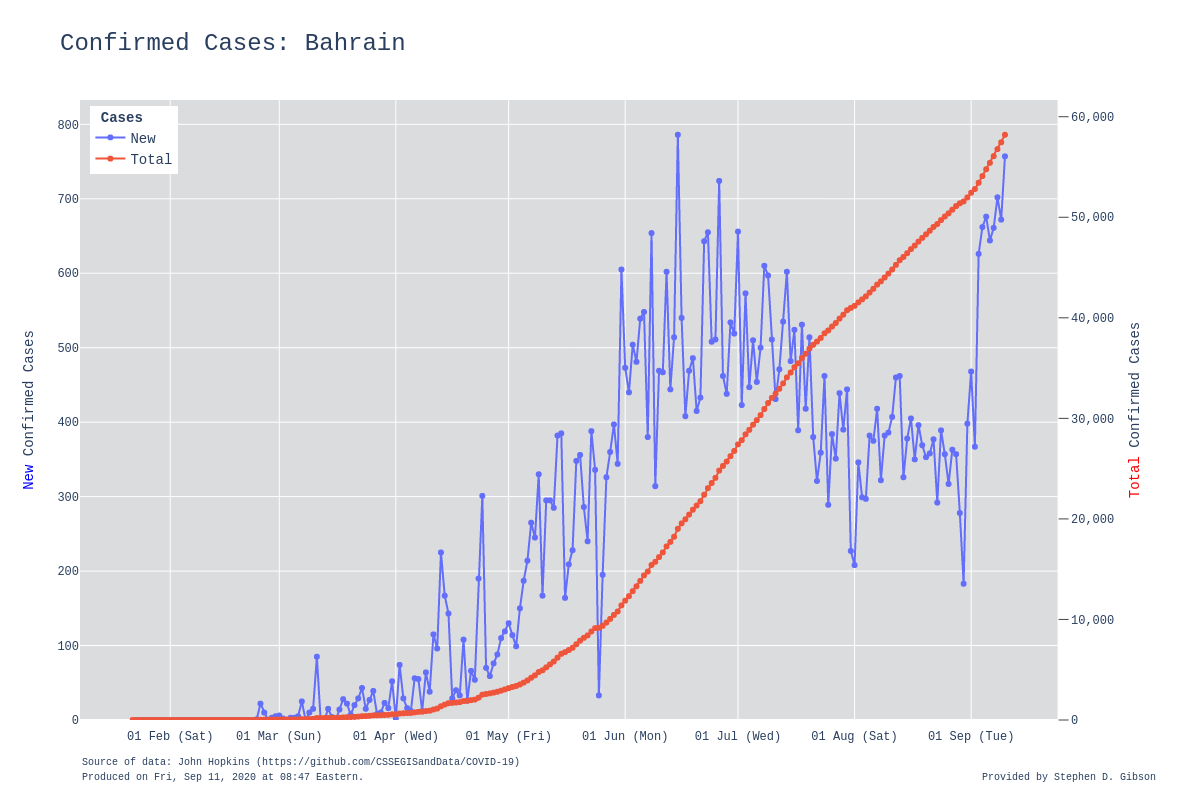 Confirmed Cases: Bahrain
Cases
New
Total
800
700
600
500
400
300
200
100
0
New Confirmed Cases
60,000
50,000
40,000
30,000
20,000
10,000
0
Total Confirmed Cases
01 Feb (Sat) 01 Mar (Sun) 01 Apr (Wed) 01 May (Fri) 01 Jun (Mon) 01 Jul (Wed) 01 Aug (Sat) 01 Sep (Tue)
Source of data: John Hopkins (https://github.com/CSSEGISandData/COVID-19)
Produced on Fri, Sep 11, 2020 at 08:47 Eastern.
Provided by Stephen D. Gibson